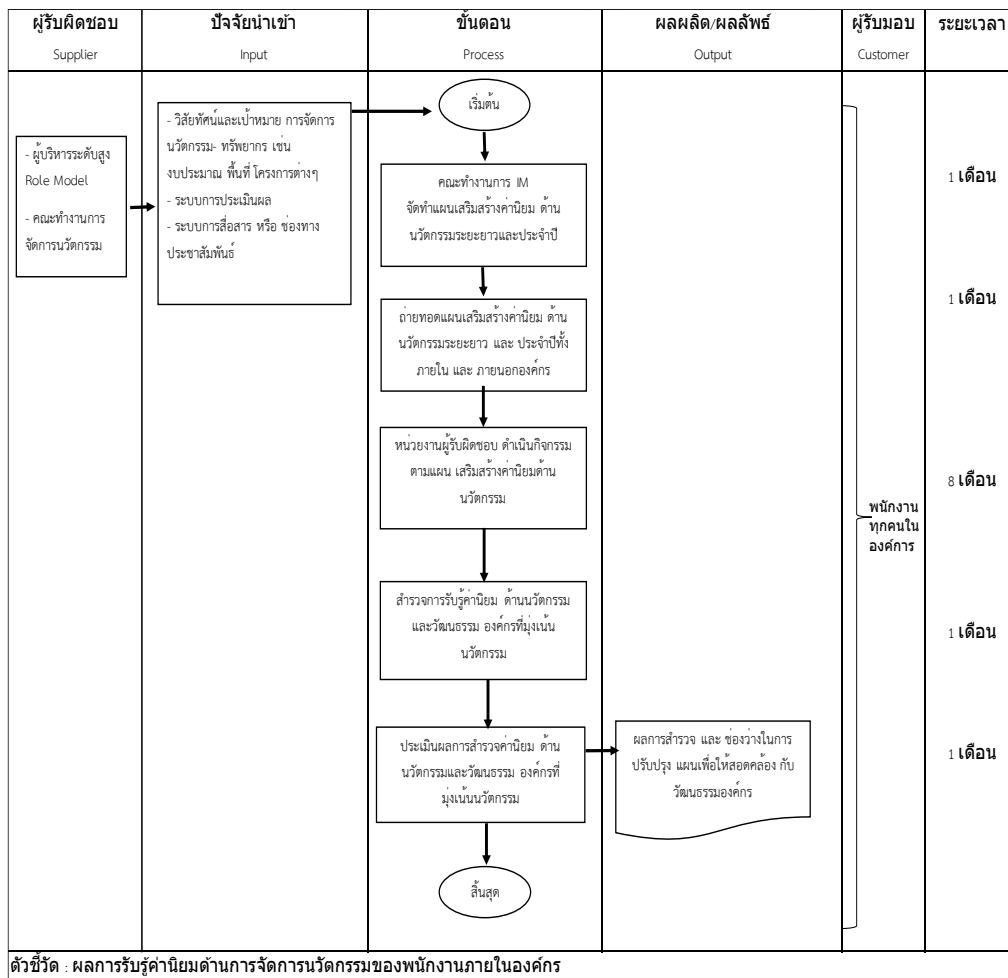 ผู้รับผิดชอบ
Supplier
ปัจจัยนำเข้า
Input
ขั้นตอน
Process
ผลผลิต/ผลลัพธ์
Output
ผู้รับมอบ
Customer
ระยะเวลา
- ผู้บริหารระดับสูง
Role Model
- คณะทำงานการ
จัดการนวัตกรรม
- วิสัยทัศน์และเป้าหมาย การจัดการ
นวัตกรรม- ทรัพยากร เช่น
งบประมาณ พื้นที่ โครงการต่างๆ
- ระบบการประเมินผล
- ระบบการสื่อสาร หรือ ช่องทาง
ประชาสัมพันธ์
เริ่มต้น
คณะทำงานการ IM
จัดทำแผนเสริมสร้างค่านิยม ด้าน
นวัตกรรมระยะยาวและประจำปี
1 เดือน
ถ่ายทอดแผนเสริมสร้างค่านิยม ด้าน
นวัตกรรมระยะยาว และ ประจำปีทั้ง
ภายใน และ ภายนอกองค์กร
1 เดือน
หน่วยงานผู้รับผิดชอบ ดำเนินกิจกรรม
ตามแผน เสริมสร้างค่านิยมด้าน
นวัตกรรม
8 เดือน
พนักงาน
ทุกคนใน
องค์การ
สำรวจการรับรู้ค่านิยม ด้านนวัตกรรม
และวัฒนธรรม องค์กรที่มุ่งเน้น
นวัตกรรม
1 เดือน
ประเมินผลการสำรวจค่านิยม ด้าน
นวัตกรรมและวัฒนธรรม องค์กรที่
มุ่งเน้นนวัตกรรม
ผลการสำรวจ และ ช่องว่างในการ
ปรับปรุง แผนเพื่อให้สอดคล้อง กับ
วัฒนธรรมองค์กร
1 เดือน
สิ้นสุด
ตัวชี้วัด : ผลการรับรู้ค่านิยมด้านการจัดการนวัตกรรมของพนักงานภายในองค์กร